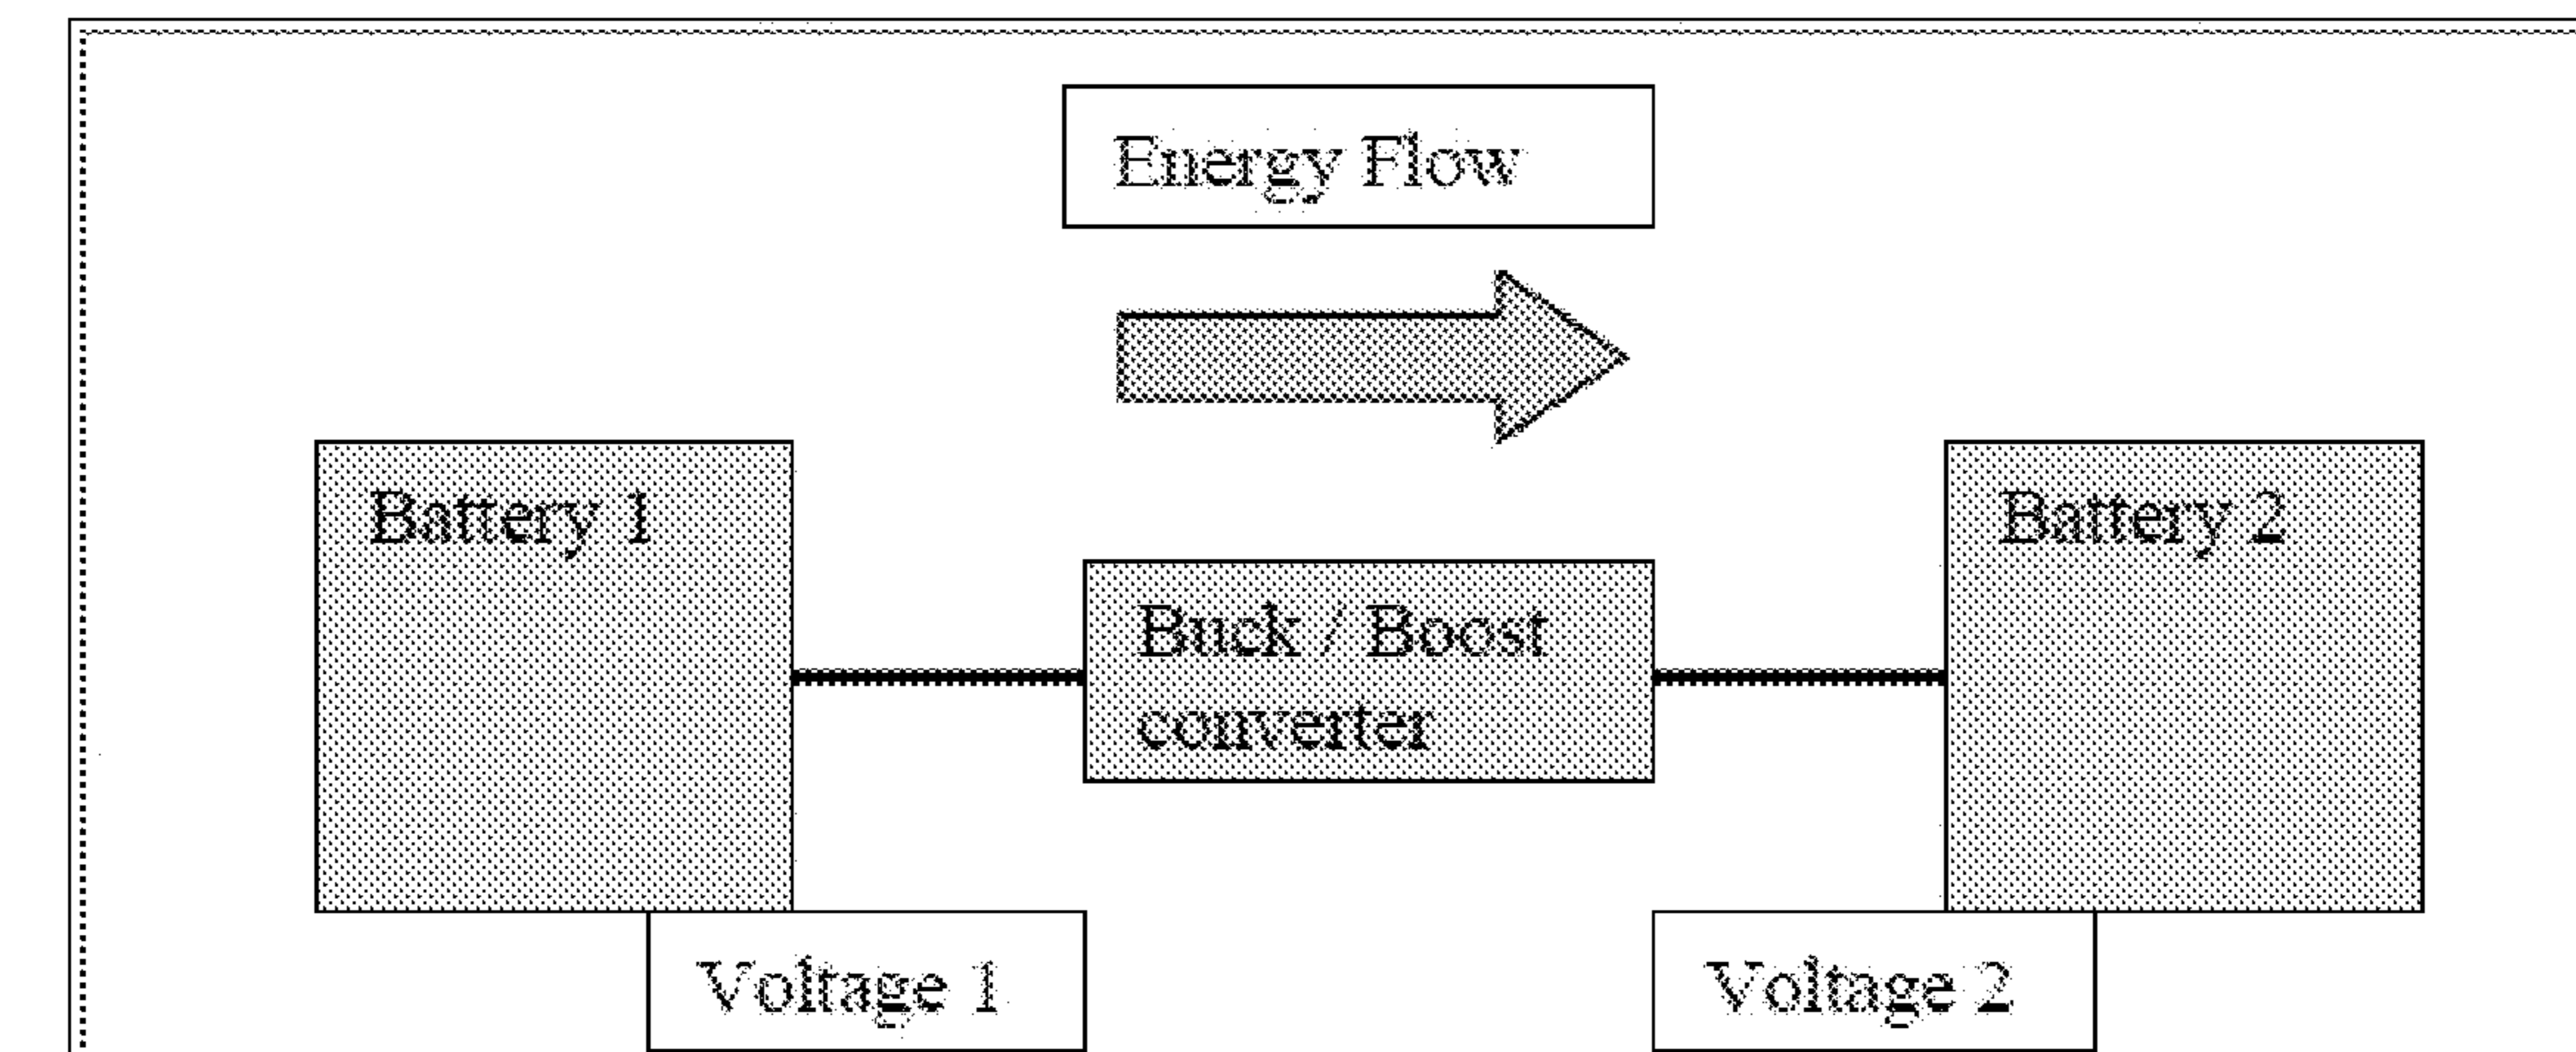 Energy Flow
Battery 1
Battery 2
Buck / Boost
converter
Voltage 1
Voltage 2